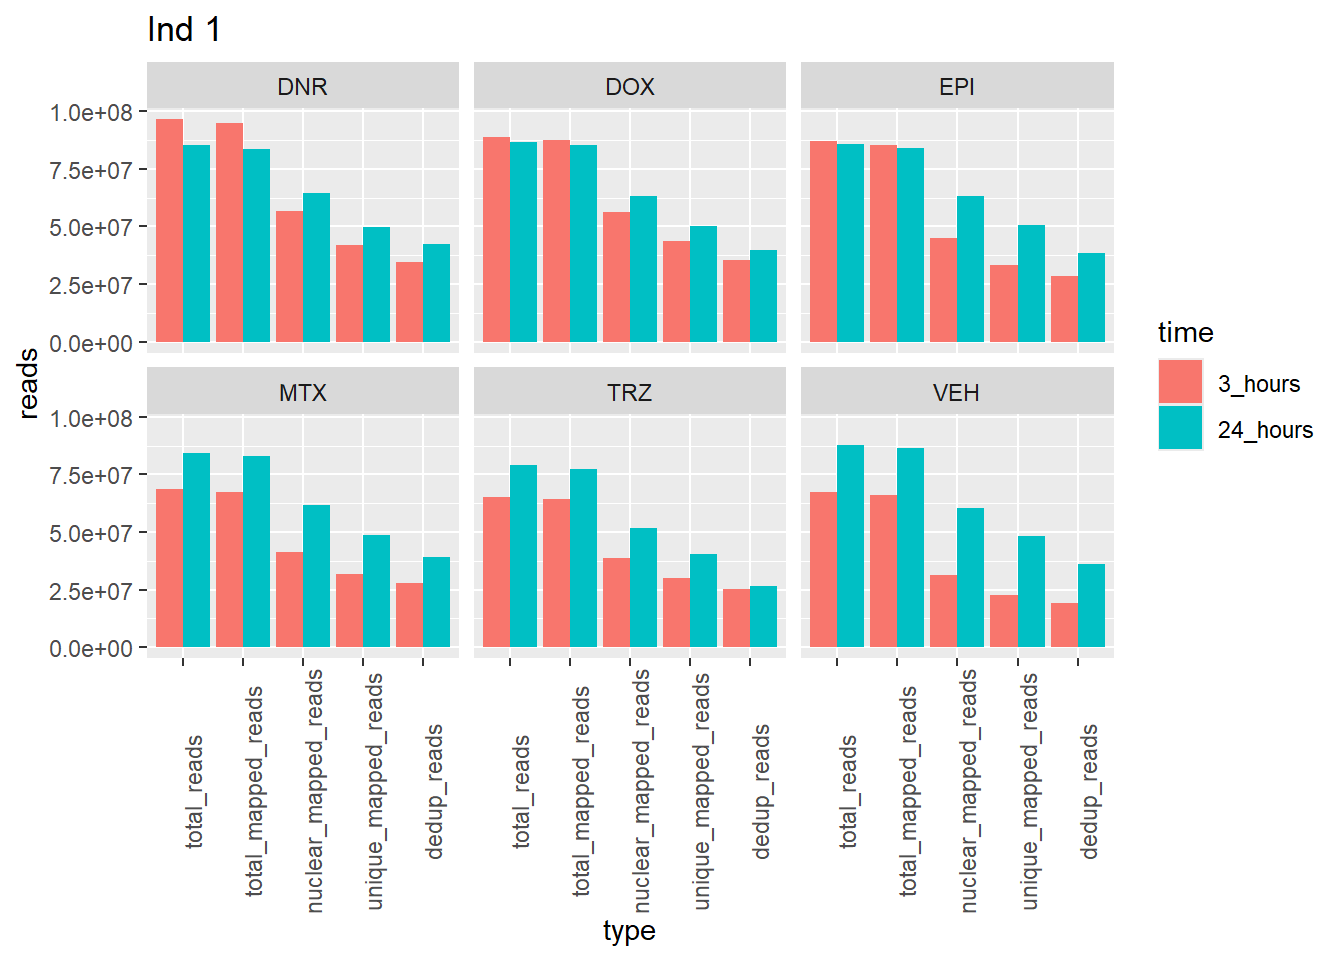 Ind 1
DNR
DOX
EPI
1.0e+08
7.5e+07
5.0e+07
2.5e+07
0.0e+00
MTX
TRZ
VEH
1.0e+08
7.5e+07
5.0e+07
2.5e+07
0.0e+00
reads
total_reads
total_mapped_reads
nuclear_mapped_reads
unique_mapped_reads
dedup_reads
total_reads
total_mapped_reads
nuclear_mapped_reads
unique_mapped_reads
dedup_reads
total_reads
total_mapped_reads
nuclear_mapped_reads
unique_mapped_reads
dedup_reads
type
time
3_hours
24_hours